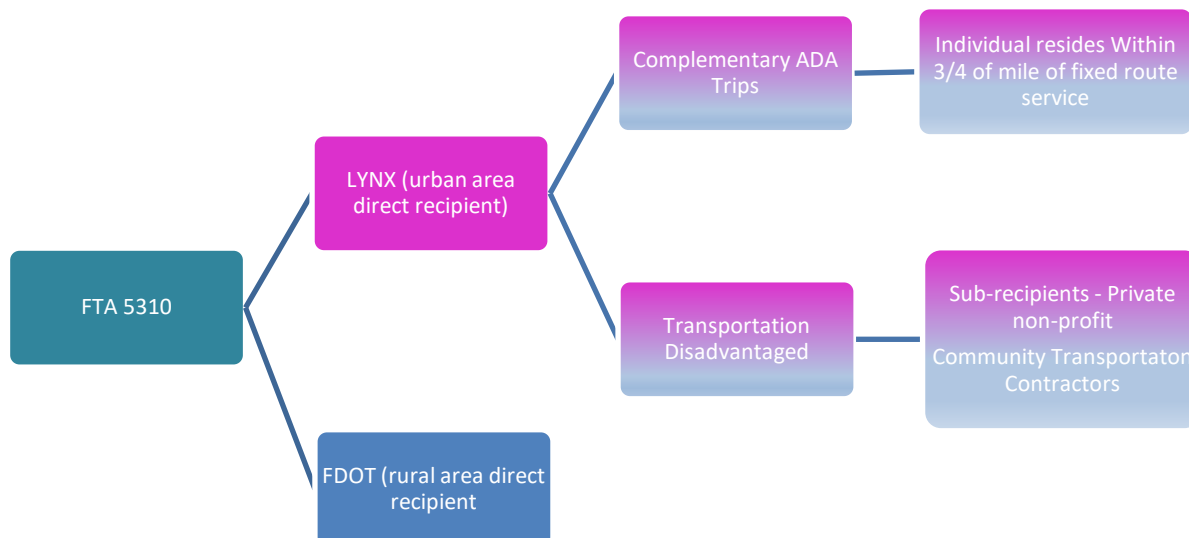 Complementary ADA
Trips
Individual resides Within
3/4 of mile of fixed route
service
LYNX (urban area
direct recipient)
FTA 5310
Transportation
Disadvantaged
Sub-recipients - Private
non-profit
Community Transportaton
Contractors
FDOT (rural area direct
recipient